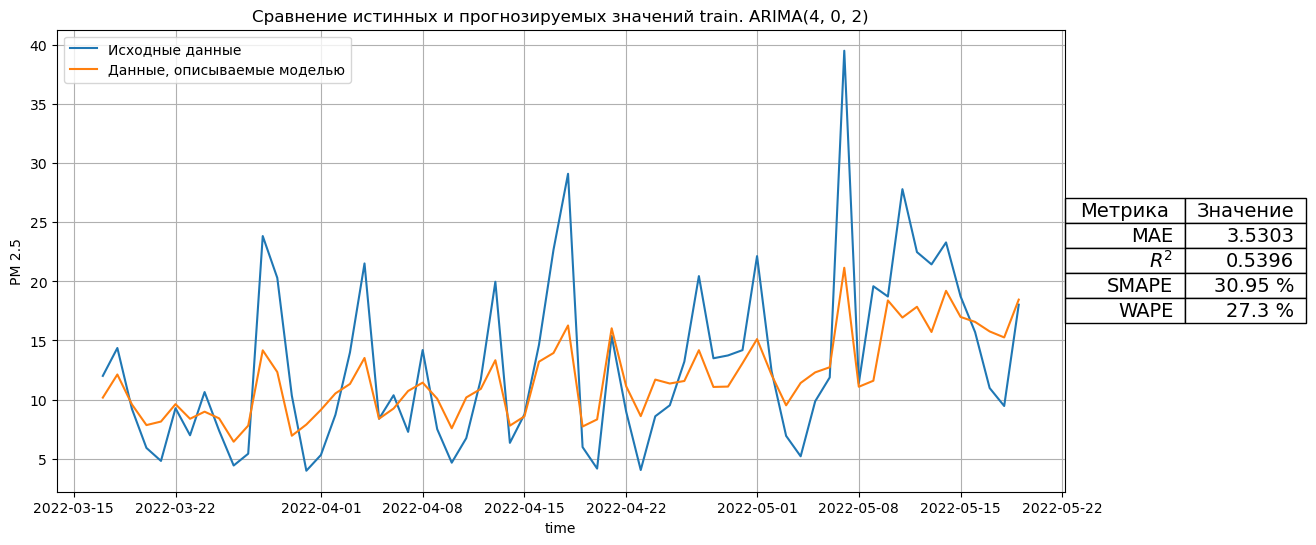 Сравнение истинных и прогнозируемых значений train. ARIMA(4, 0, 2)
Исходные данные
Данные, описываемые моделью
40
35
30
25
20
15
10
5
PM 2.5
2022-03-15 2022-03-22 2022-04-01 2022-04-08 2022-04-15 2022-04-22 2022-05-01 2022-05-08 2022-05-15 2022-05-22
time
Метрика Значение
MAE 3.5303
R² 0.5396
SMAPE 30.95 %
WAPE 27.3 %